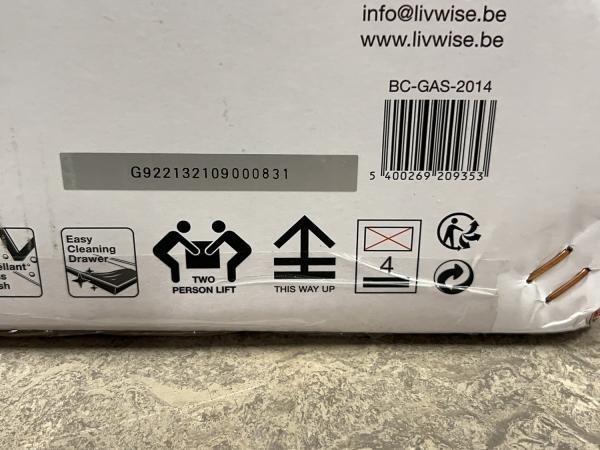 info@livwise.be
www.livwise.be
BC-GAS-2014
5 400269 209353
G922132109000831
Easy
Cleaning
Drawer
TWO
PERSON LIFT
THIS WAY UP
4